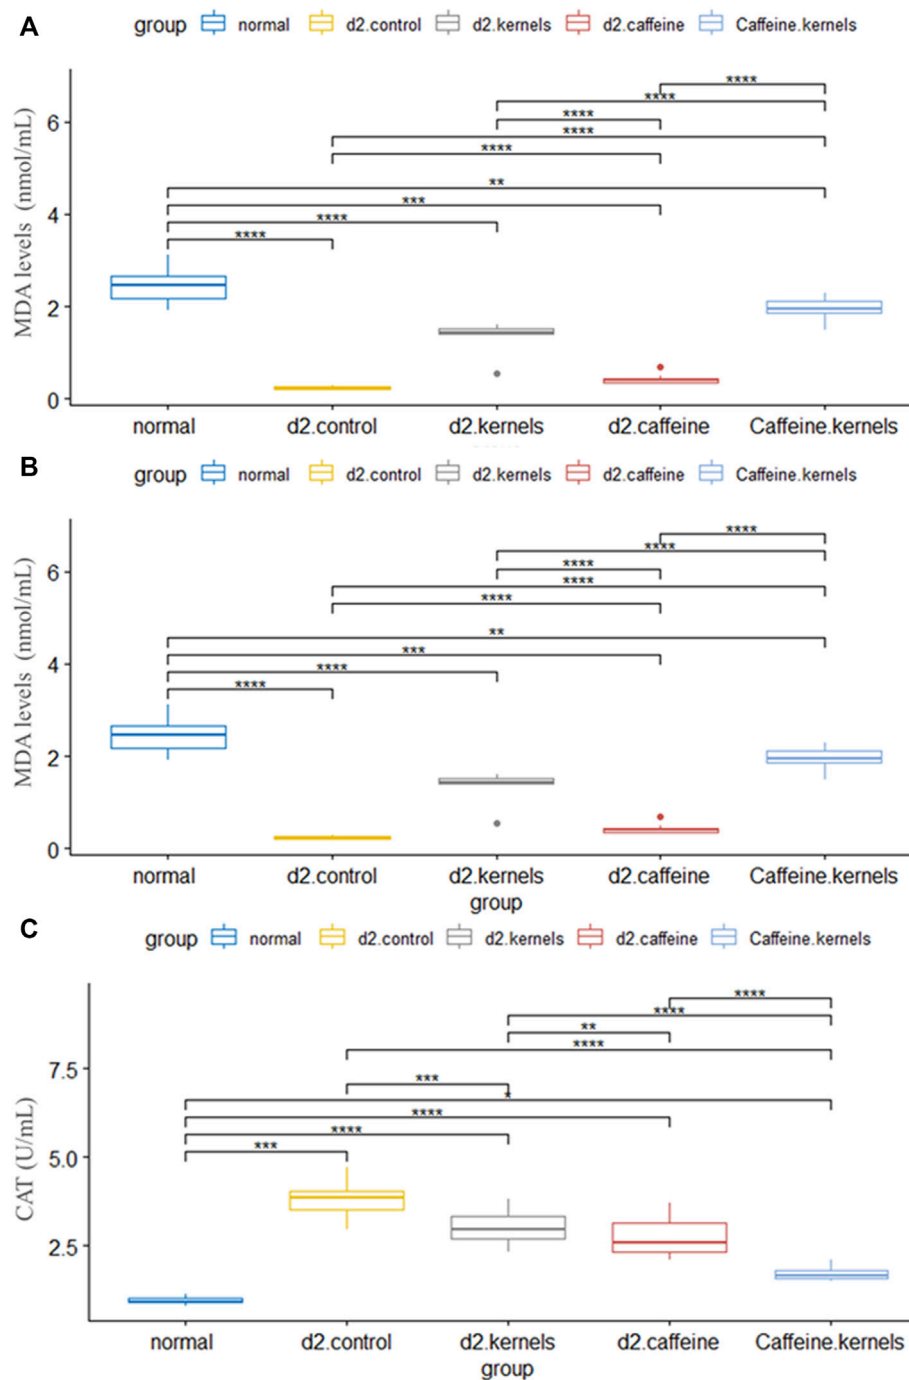 A
group normal d2.control d2.kernels d2.caffeine Caffeine.kernels
MDA levels (nmol/mL)
6
4
2
0
****
****
****
****
****
**
***
****
****
normal d2.control d2.kernels d2.caffeine Caffeine.kernels
B
group normal d2.control d2.kernels d2.caffeine Caffeine.kernels
MDA levels (nmol/mL)
6
4
2
0
****
****
****
****
****
**
***
****
****
normal d2.control d2.kernels d2.caffeine Caffeine.kernels
group
C
group normal d2.control d2.kernels d2.caffeine Caffeine.kernels
CAT (U/mL)
7.5
5.0
2.5
****
****
**
****
***
*
****
****
***
normal d2.control d2.kernels d2.caffeine Caffeine.kernels
group